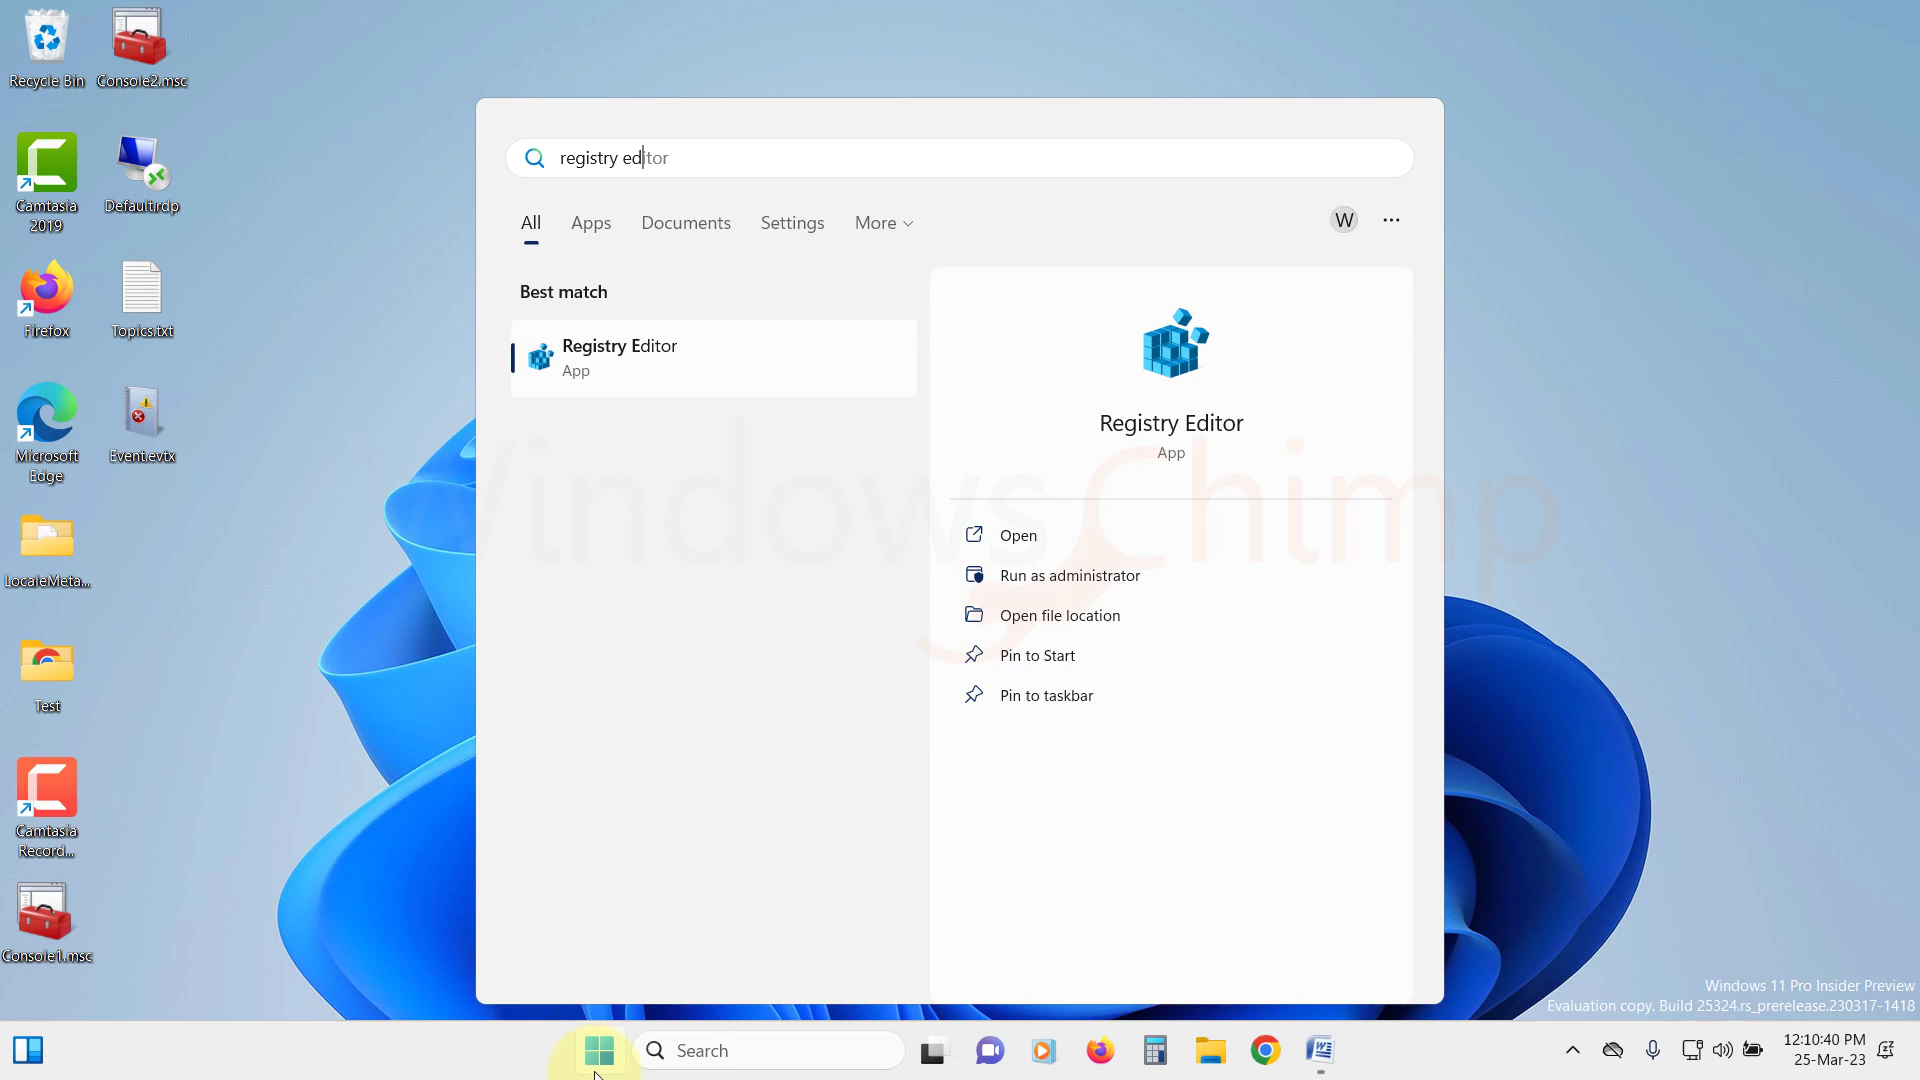 Recycle Bin
Console2.msc
Camtasia
2019
Default.rdp
Firefox
Topics.txt
Microsoft
Edge
Event.evtx
LocaleMeta...
Test
Camtasia
Record...
Console1.msc
registry editor
All
Apps
Documents
Settings
More
W
Best match
Registry Editor
App
Registry Editor
App
Open
Run as administrator
Open file location
Pin to Start
Pin to taskbar
WindowsChimp
Windows 11 Pro Insider Preview
Evaluation copy. Build 25324.rs_prerelease.230317-1418
Search
12:10:40 PM
25-Mar-23